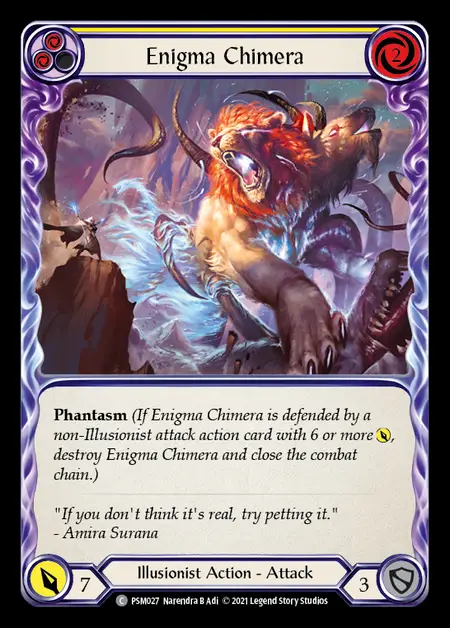 Enigma Chimera
2
Phantasm (If Enigma Chimera is defended by a
non-Illusionist attack action card with 6 or more ,
destroy Enigma Chimera and close the combat
chain.)
"If you don't think it's real, try petting it."
- Amira Surana
7
Illusionist Action - Attack
3
C PSM027 Narendra B Adi © 2021 Legend Story Studios